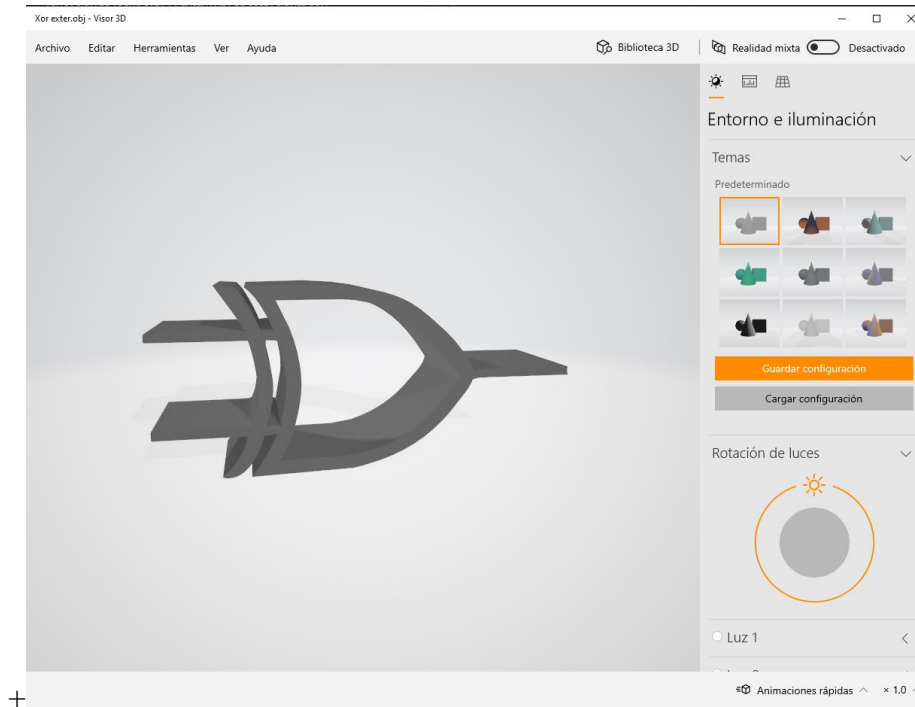 Xor exter.obj - Visor 3D
Archivo Editar Herramientas Ver Ayuda Biblioteca 3D Realidad mixta Desactivado
Entorno e iluminación
Temas
Predeterminado
Guardar configuración
Cargar configuración
Rotación de luces
Luz 1
Animaciones rápidas × 1.0